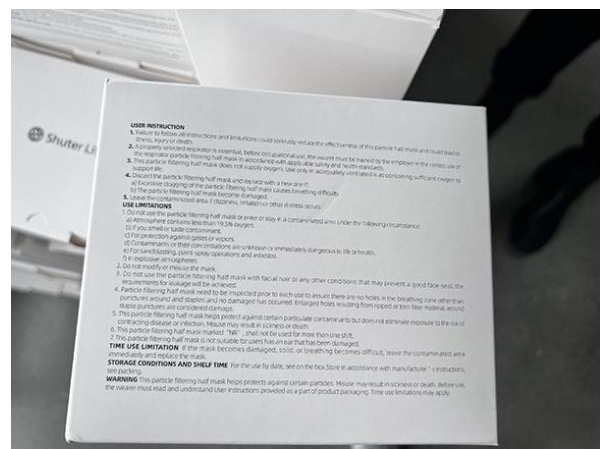 Shuter Li
USER INSTRUCTION
1. Failure to follow all instructions and limitations could seriously reduce the effectiveness of this particle half mask and could lead to
illness, injury or death.
2. A properly selected respirator is essential, before occupational use, the wearer must be trained by the employer in the correct use of
the respirator particle filtering half mask in accordance with applicable safety and health standards.
3. This particle filtering half mask does not supply oxygen. Use only in adequately ventilated containing sufficient oxygen to
support life.
4. Discard the particle filtering half mask and replace with a new one if:
a) Excessive clogging of the particle filtering half mask causes breathing difficulty.
b) The particle filtering half mask become damaged.
5. Leave the contaminated area if dizziness, irritation or other distress occurs.
USE LIMITATIONS
1. Do not use the particle filtering half mask or enter or stay in a contaminated area under the following circumstance:
a) Atmosphere contains less than 19.5% oxygen.
b) If you smell or taste contaminant.
c) For protection against gases or vapors.
d) Contaminants or their concentrations are unknown or immediately dangerous to life or health.
e) For sandblasting, paint spray operations and asbestos.
f) In explosive atmospheres.
2. Do not modify or misuse the mask.
3. Do not use the particle filtering half mask with facial hair or any other conditions that may prevent a good face-seal, the
requirements for leakage will be achieved.
4. Particle filtering half mask need to be inspected prior to each use to assure there are no holes in the breathing zone other than
punctures around and staples and no damaged has occurred. Enlarged holes resulting from ripped or torn filter material around
staple punctures are considered damage.
5. This particle filtering half mask helps protect against certain particulate contaminants but does not eliminate exposure to the risk of
contracting disease or infection, Misuse may result in sickness or death.
6. This particle filtering half mask marked "NR", shall not be used for more than one shift.
7. This particle filtering half mask is not suitable for users has an ear that has been damaged.
TIME USE LIMITATION If the mask becomes damaged, solid, or breathing becomes difficult, leave the contaminated area
immediately and replace the mask.
STORAGE CONDITIONS AND SHELF TIME For the use by date, see on the box.Store in accordance with manufacturer's instructions,
see packing.
WARNING This particle filtering half mask helps protects against certain particles. Misuse may result in sickness or death. Before use,
the wearer must read and understand User Instructions provided as a part of product packaging. Time use limitations may apply.